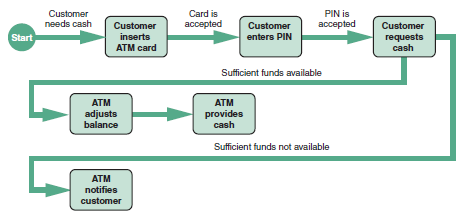 Start
Customer
needs cash
Customer
inserts
ATM card
Card is
accepted
Customer
enters PIN
PIN is
accepted
Customer
requests
cash
Sufficient funds available
ATM
adjusts
balance
ATM
provides
cash
Sufficient funds not available
ATM
notifies
customer